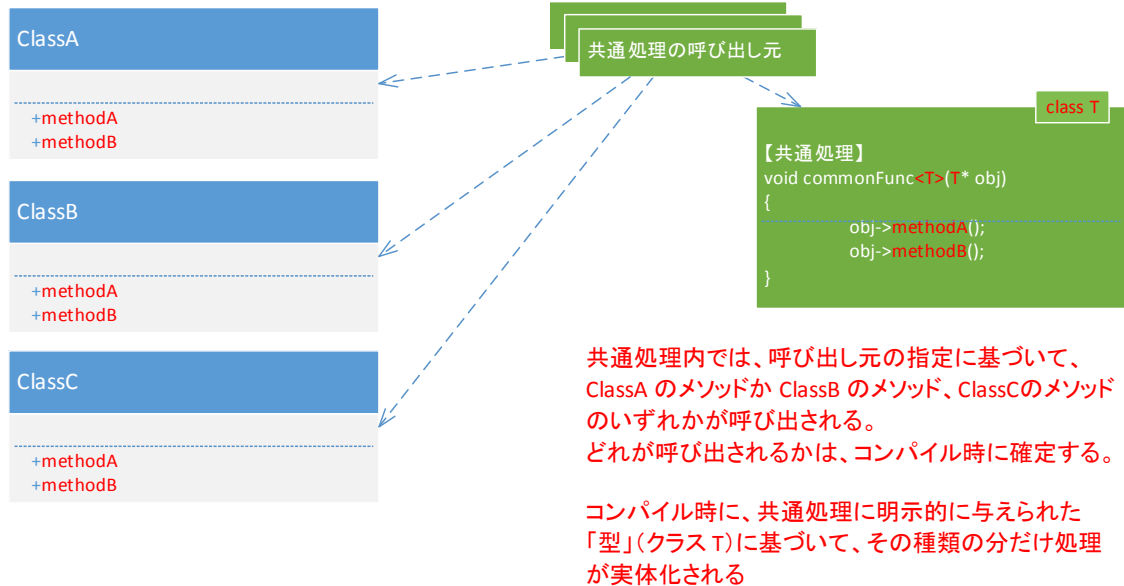 ClassA
+methodA
+methodB
ClassB
+methodA
+methodB
ClassC
+methodA
+methodB
共通処理の呼び出し元
class T
【共通処理】
void commonFunc<T>(T* obj)
{
obj->methodA();
obj->methodB();
}
共通処理内では、呼び出し元の指定に基づいて、
ClassA のメソッドか ClassB のメソッド、ClassCのメソッド
のいずれかが呼び出される。
どれが呼び出されるかは、コンパイル時に確定する。
コンパイル時に、共通処理に明示的に与えられた
「型」(クラス T)に基づいて、その種類の分だけ処理
が実体化される